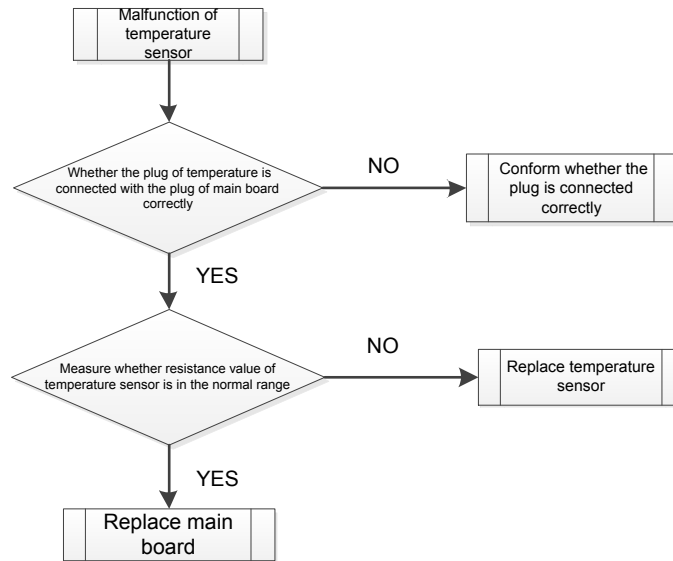 Malfunction of
temperature
sensor
Whether the plug of temperature is
connected with the plug of main board
correctly
NO
Conform whether the
plug is connected
correctly
YES
Measure whether resistance value of
temperature sensor is in the normal range
NO
Replace temperature
sensor
YES
Replace main
board